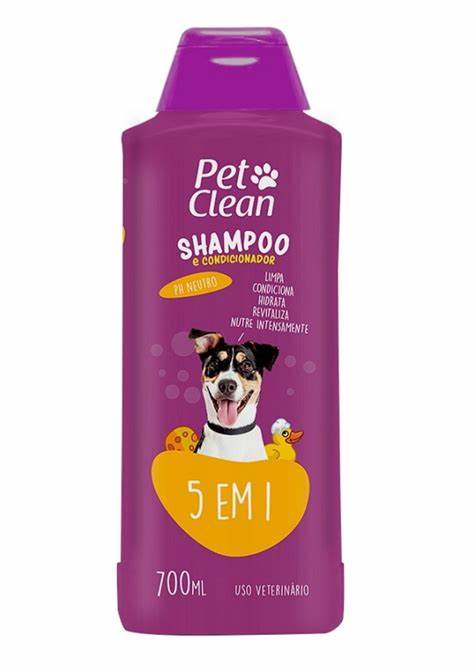 Pet
Clean
SHAMPOO
E CONDICIONADOR
PH NEUTRO
LIMPA
CONDICIONA
HIDRATA
REVITALIZA
NUTRE INTENSAMENTE
5 EM 1
700ML
USO VETERINÁRIO